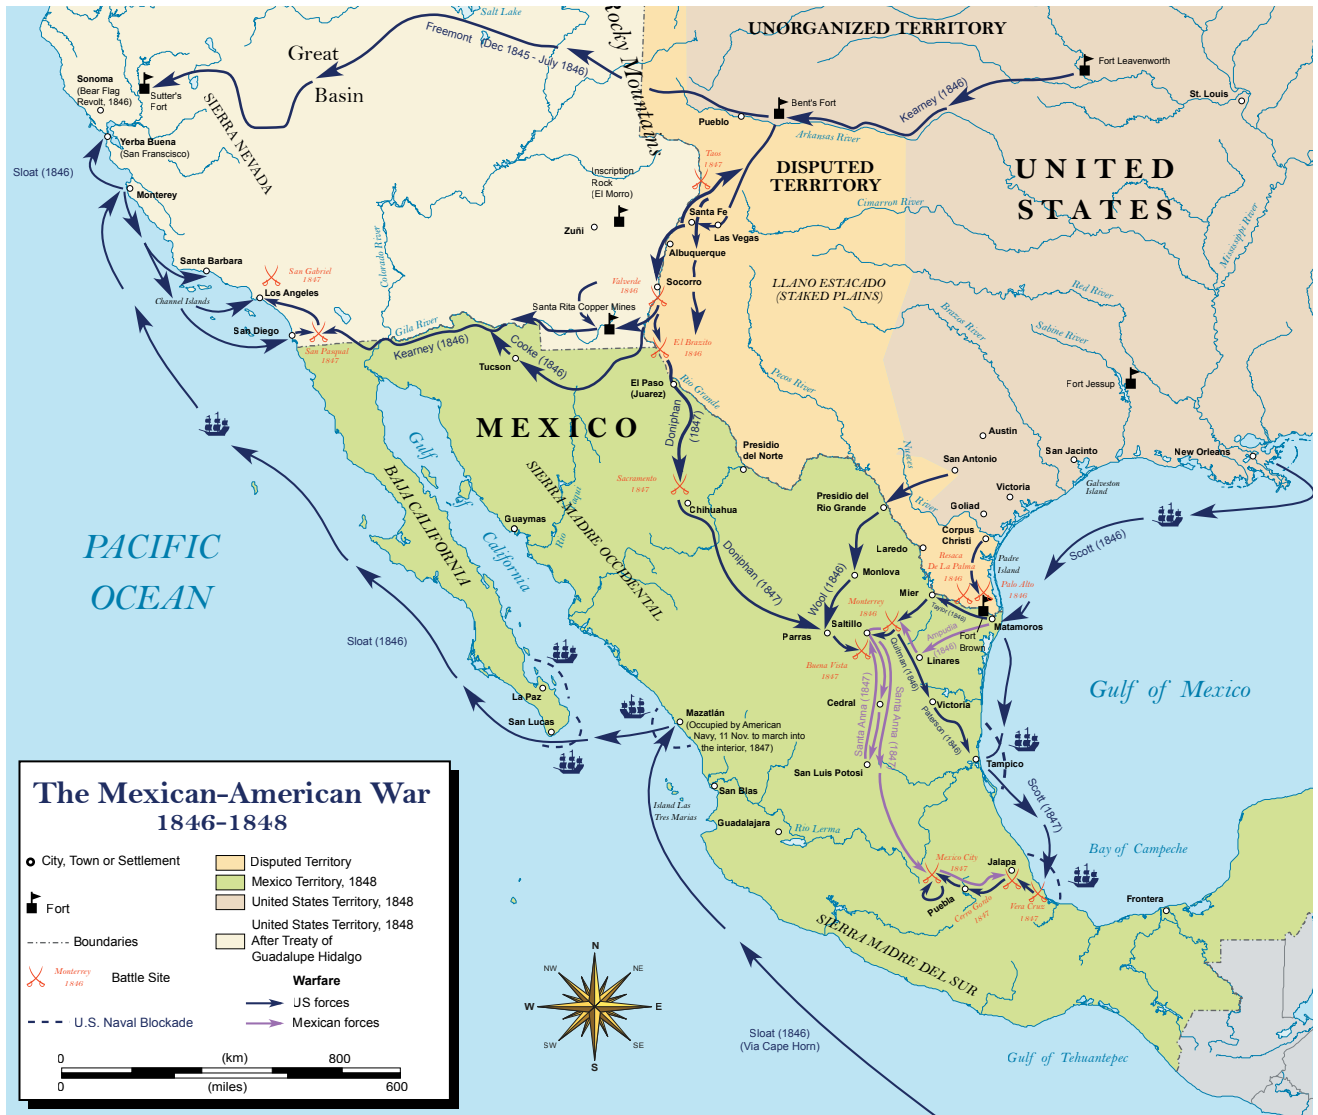 Salt Lake
Freemont (Dec 1845 - July 1846)
Rocky Mountains
UNORGANIZED TERRITORY
Great
Basin
Sonoma
(Bear Flag
Revolt, 1846)
Sutter's
Fort
SIERRA NEVADA
Fort Leavenworth
Kearney (1846)
St. Louis
Bent's Fort
Pueblo
Arkansas River
Yerba Buena
(San Francisco)
Sloat (1846)
Monterey
Taos
1847
DISPUTED
TERRITORY
UNITED
STATES
Inscription
Rock
(El Morro)
Zuñi
Santa Fe
Las Vegas
Albuquerque
Cimarron River
Mississippi River
Colorado River
Santa Barbara
San Gabriel
1847
Channel Islands
Los Angeles
San Diego
San Pasqual
1847
Valverde
1846
Socorro
LLANO ESTACADO
(STAKED PLAINS)
Red River
Brazos River
Sabine River
Santa Rita Copper Mines
Gila River
Kearney (1846)
Cooke (1846)
Tucson
El Brazito
1846
El Paso
(Juarez)
Rio Grande
Pecos River
Fort Jessup
MEXICO
Doniphan
(1847)
Presidio
del Norte
Austin
San Antonio
San Jacinto
New Orleans
Galveston
Island
Nueces
River
Victoria
Goliad
Corpus
Christi
Gulf
of
California
BAJA CALIFORNIA
SIERRA MADRE OCCIDENTAL
Rio Yaqui
Sacramento
1847
Chihuahua
Guaymas
Presidio del
Rio Grande
Laredo
Resaca
De La Palma
1846
Padre
Island
Palo Alto
1846
Scott (1846)
PACIFIC
OCEAN
Doniphan (1847)
Monlova
Wool (1846)
Mier
Taylor (1846)
Monterrey
1846
Fort
Brown
Matamoros
Parras
Saltillo
Ampudia
(1846)
Linares
Quitman (1846)
Buena Vista
1847
Sloat (1846)
Gulf of Mexico
La Paz
San Lucas
Mazatlán
(Occupied by American
Navy, 11 Nov. to march into
the interior, 1847)
Cedral
Santa Anna (1847)
Santa Anna (1847)
Victoria
Paterson (1846)
San Luis Potosi
Tampico
Scott (1847)
San Blas
Island Las
Tres Marias
Guadalajara
Rio Lerma
Bay of Campeche
Mexico City
1847
Jalapa
Puebla
Cerro Gordo
1847
Vera Cruz
1847
Frontera
SIERRA MADRE DEL SUR
Gulf of Tehuantepec
Sloat (1846)
(Via Cape Horn)
N
NW
NE
W
E
SW
SE
S
The Mexican-American War
1846-1848
City, Town or Settlement
Fort
Boundaries
Monterrey
1846
Battle Site
U.S. Naval Blockade
Disputed Territory
Mexico Territory, 1848
United States Territory, 1848
United States Territory, 1848
After Treaty of
Guadalupe Hidalgo
Warfare
US forces
Mexican forces
0 (km) 800
0 (miles) 600